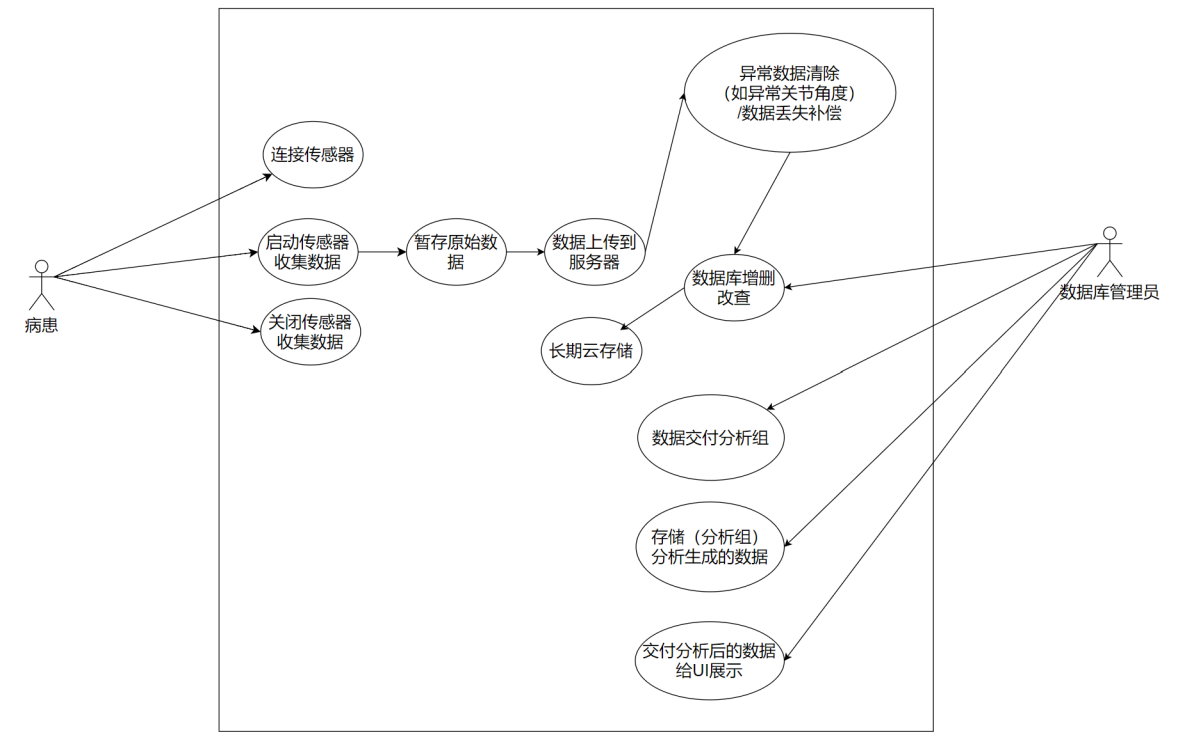 异常数据清除
（如异常关节角度）
/数据丢失补偿
连接传感器
启动传感器
收集数据
暂存原始数
据
数据上传到
服务器
数据库增删
改查
数据库管理员
病患
关闭传感器
收集数据
长期云存储
数据交付分析组
存储（分析组）
分析生成的数据
交付分析后的数据
给UI展示